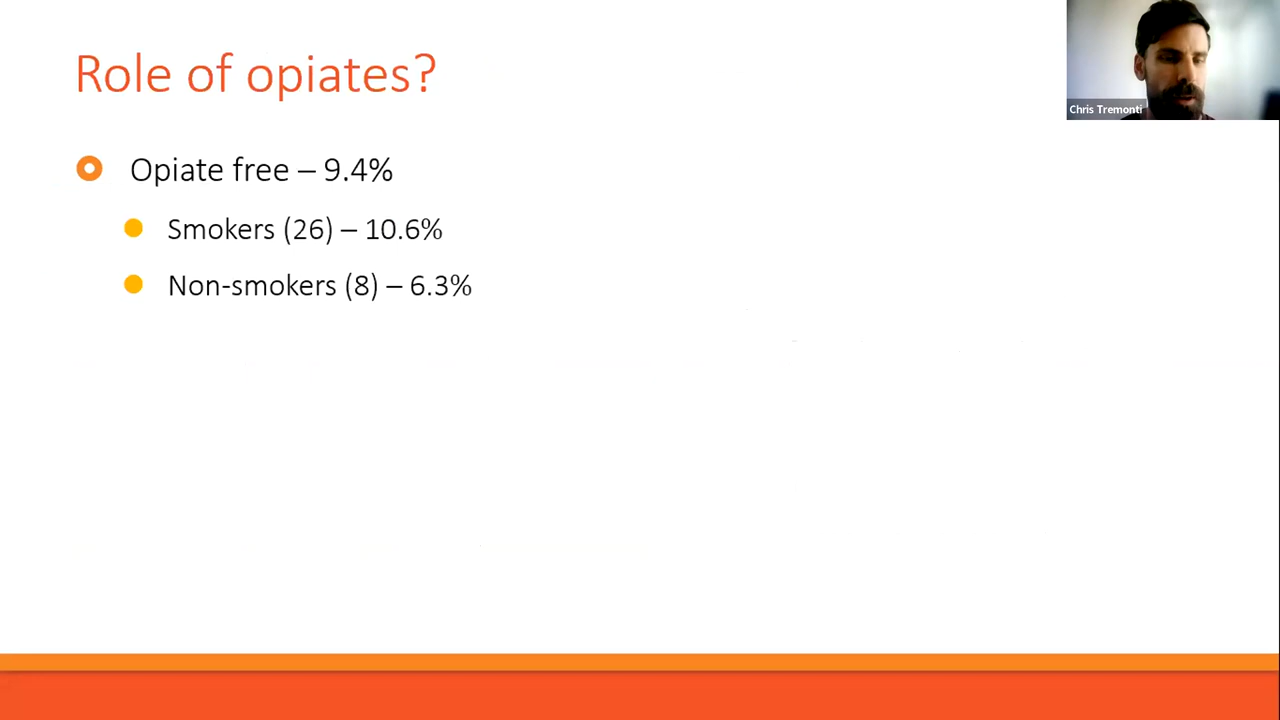 Role of opiates?
Chris Tremonti
Opiate free – 9.4%
Smokers (26) – 10.6%
Non-smokers (8) – 6.3%